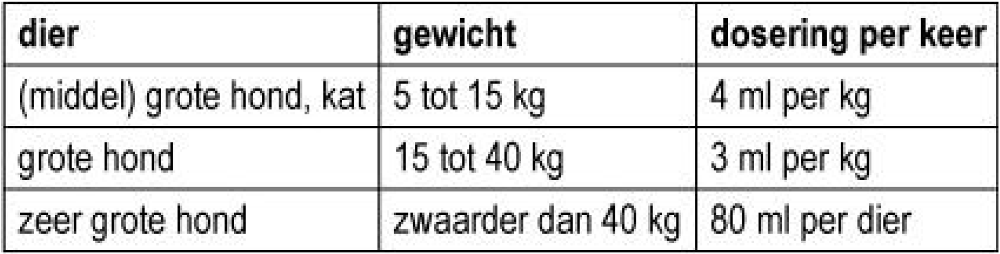 dier gewicht dosering per keer
(middel) grote hond, kat 5 tot 15 kg 4 ml per kg
grote hond 15 tot 40 kg 3 ml per kg
zeer grote hond zwaarder dan 40 kg 80 ml per dier